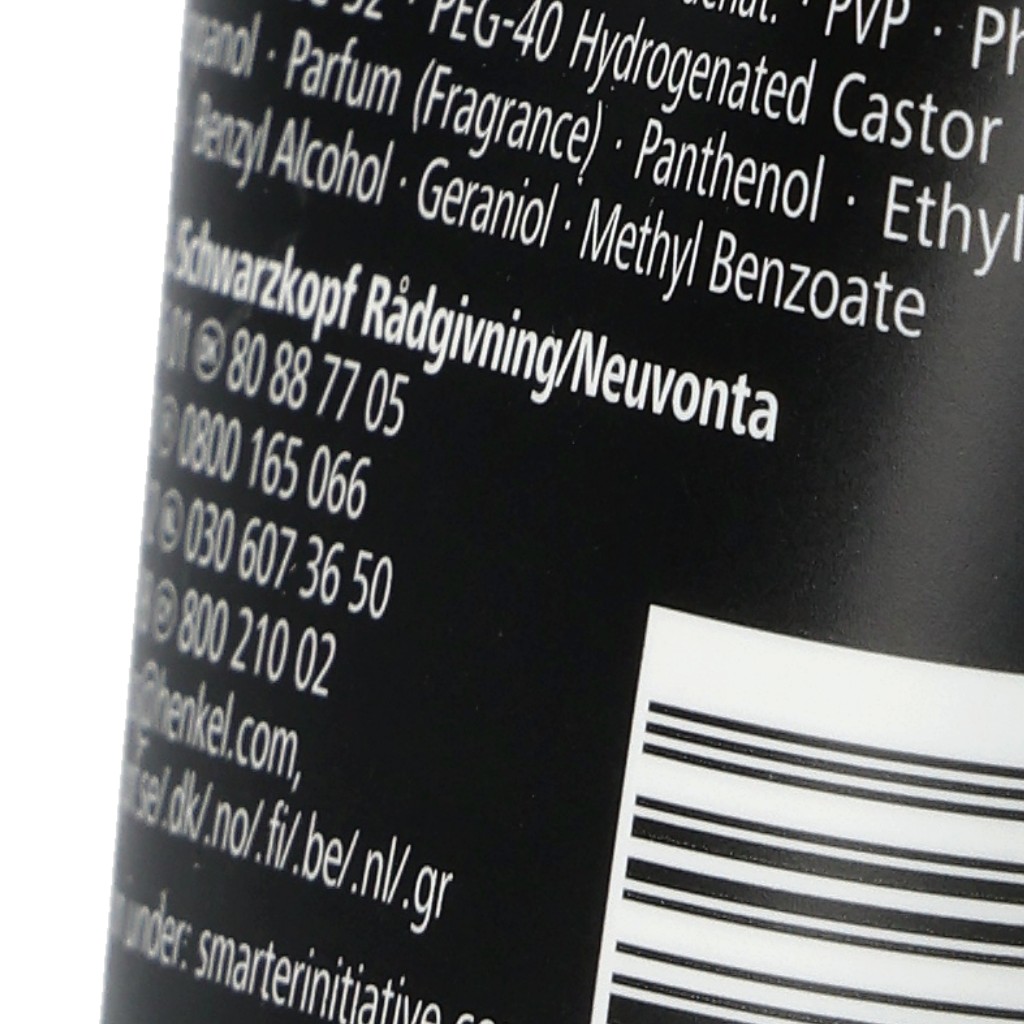 PVP ·
· PEG-40 Hydrogenated Castor
· Parfum (Fragrance) · Panthenol · Ethyl
Benzyl Alcohol · Geraniol · Methyl Benzoate
Schwarzkopf Rådgivning/Neuvonta
80 88 77 05
0800 165 066
030 607 36 50
800 210 02
@henkel.com,
.se/.dk/.no/.fi/.be/.nl/.gr
under: smarterinitiative